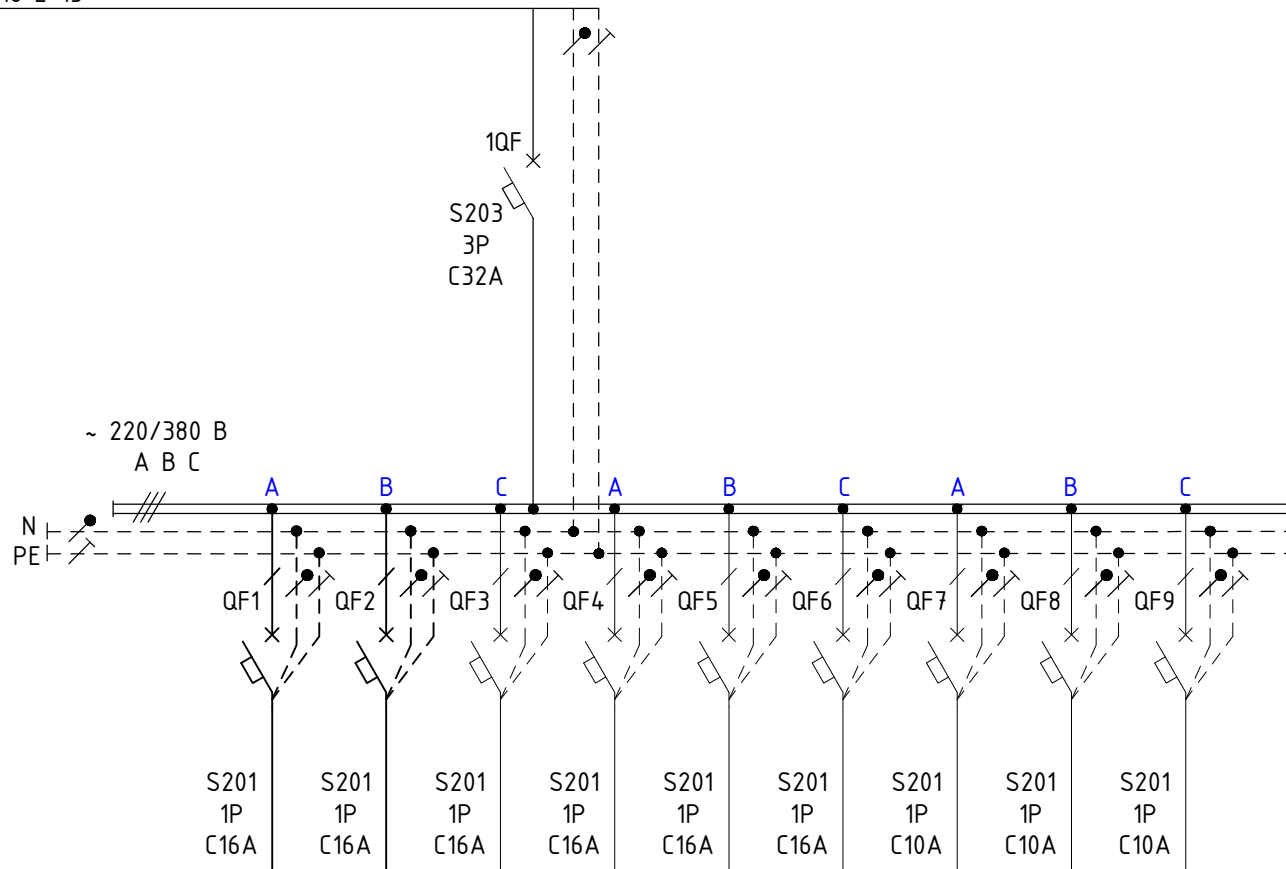 1QF
S203
3P
C32A
~ 220/380 В
A B C
A B C A B C A B C
N
PE
QF1 QF2 QF3 QF4 QF5 QF6 QF7 QF8 QF9
S201 S201 S201 S201 S201 S201 S201 S201 S201
1P 1P 1P 1P 1P 1P 1P 1P 1P
C16A C16A C16A C16A C16A C16A C10A C10A C10A